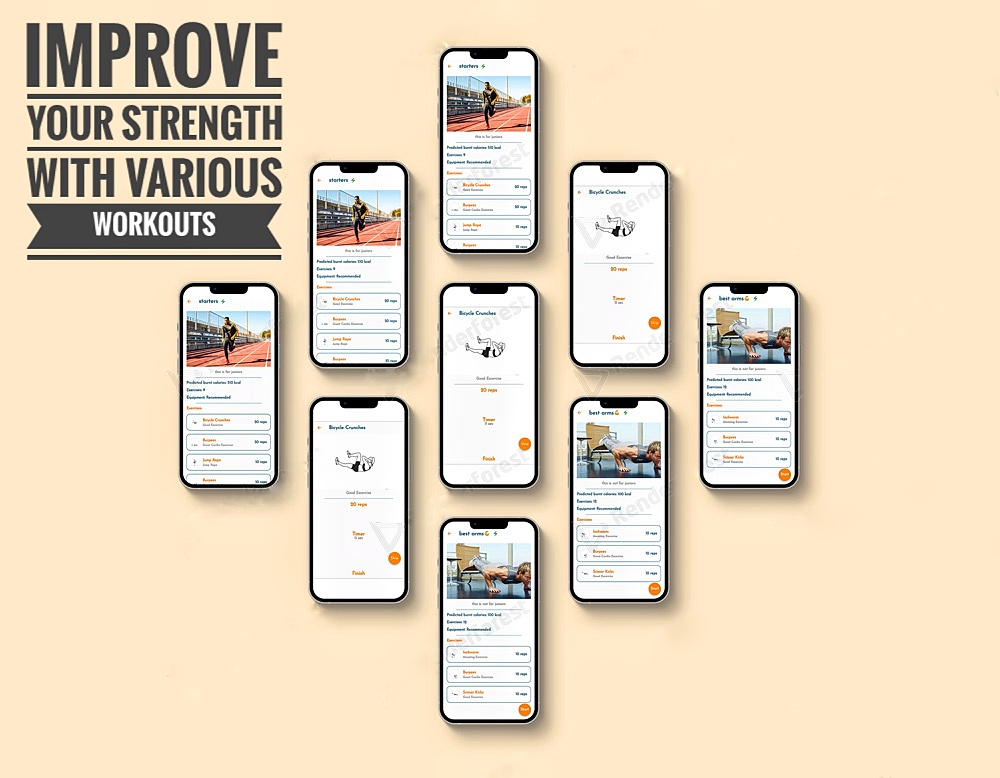 IMPROVE
YOUR STRENGTH
WITH VARIOUS
WORKOUTS
starters
this is for juniors
Predicted burnt calories: 510 kcal
Exercises: 9
Equipment Recommended
Exercises:
Bicycle Crunches
Good Exercise
20 reps
Burpees
Good Cardio Exercise
20 reps
Jump Rope
Jump Rope
10 reps
Burpees
10 reps
starters
this is for juniors
Predicted burnt calories: 510 kcal
Exercises: 9
Equipment Recommended
Exercises:
Bicycle Crunches
Good Exercise
20 reps
Burpees
Good Cardio Exercise
20 reps
Jump Rope
Jump Rope
10 reps
Burpees
10 reps
Bicycle Crunches
Good Exercise
20 reps
Timer
Stop
Finish
starters
this is for juniors
Predicted burnt calories: 510 kcal
Exercises: 9
Equipment Recommended
Exercises:
Bicycle Crunches
Good Exercise
20 reps
Burpees
Good Cardio Exercise
20 reps
Jump Rope
Jump Rope
10 reps
Burpees
Bicycle Crunches
Good Exercise
20 reps
Timer
Stop
Finish
best arms💪
this is not for juniors
Predicted burnt calories: 100 kcal
Exercises: 12
Equipment Recommended
Exercises:
Inchworm
Amazing Exercise
10 reps
Burpees
Good Cardio Exercise
10 reps
Scissor Kicks
Good Exercise
10 reps
Start
Bicycle Crunches
Good Exercise
20 reps
Timer
Stop
Finish
best arms💪
this is not for juniors
Predicted burnt calories: 100 kcal
Exercises: 12
Equipment Recommended
Exercises:
Inchworm
Amazing Exercise
10 reps
Burpees
Good Cardio Exercise
10 reps
Scissor Kicks
Good Exercise
10 reps
Start
best arms💪
this is not for juniors
Predicted burnt calories: 100 kcal
Exercises: 12
Equipment Recommended
Exercises:
Inchworm
Amazing Exercise
10 reps
Burpees
Good Cardio Exercise
10 reps
Scissor Kicks
Good Exercise
10 reps
Start